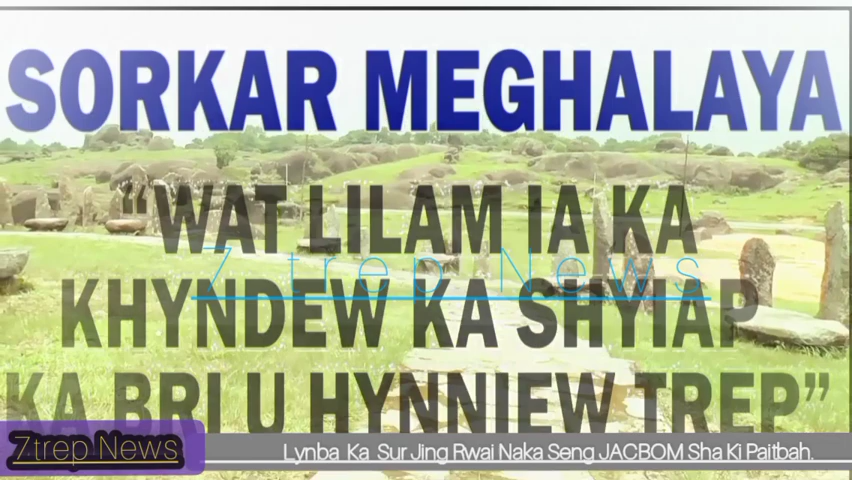 SORKAR MEGHALAYA
“WAT LILAM IA KA
Ztrep News
KHYNDEW KA SHYIAP
KA BRI U HYNNIEW TREP”
Ztrep News
Lynba Ka Sur Jing Rwai Naka Seng JACBOM Sha Ki Paitbah.